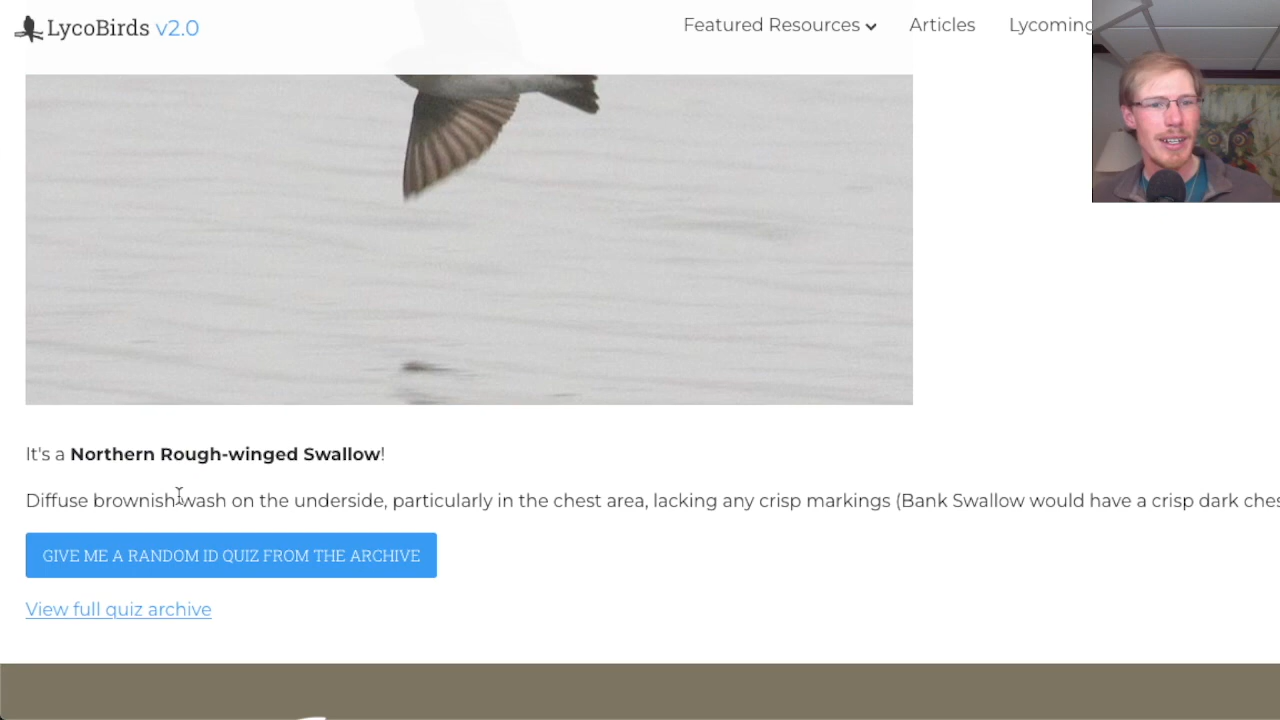 LycoBirds v2.0
Featured Resources
Articles
Lycoming
It's a Northern Rough-winged Swallow!
Diffuse brownish wash on the underside, particularly in the chest area, lacking any crisp markings (Bank Swallow would have a crisp dark
GIVE ME A RANDOM ID QUIZ FROM THE ARCHIVE
View full quiz archive